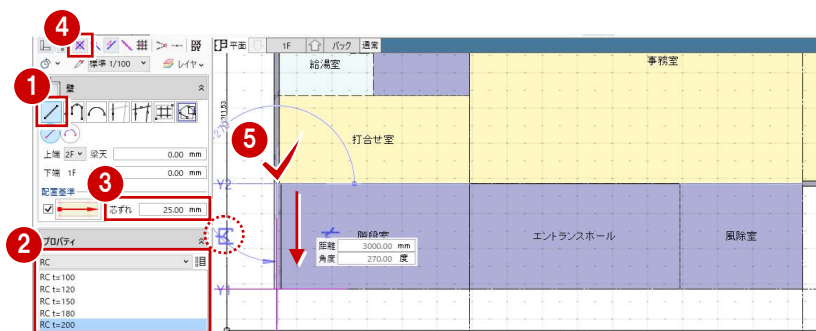 4
平面
1F
バック
通常
標準 1/100
レイヤ
給湯室
事務室
1
壁
211.53
-270
打合せ室
5
上端 2F 梁天 0.00 mm
下端 1F 0.00 mm
3
配置基準
芯ずれ 25.00 mm
Y2
2
プロパティ
階段室
エントランスホール
風除室
距離 3000.00 mm
角度 270.00 度
RC
RC t=100
RC t=120
RC t=150
RC t=180
RC t=200
Y1